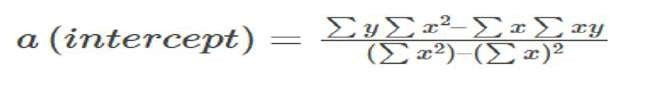 a (intercept) = (∑ y ∑ x² – ∑ x ∑ xy) / ((∑ x²) – (∑ x)²)